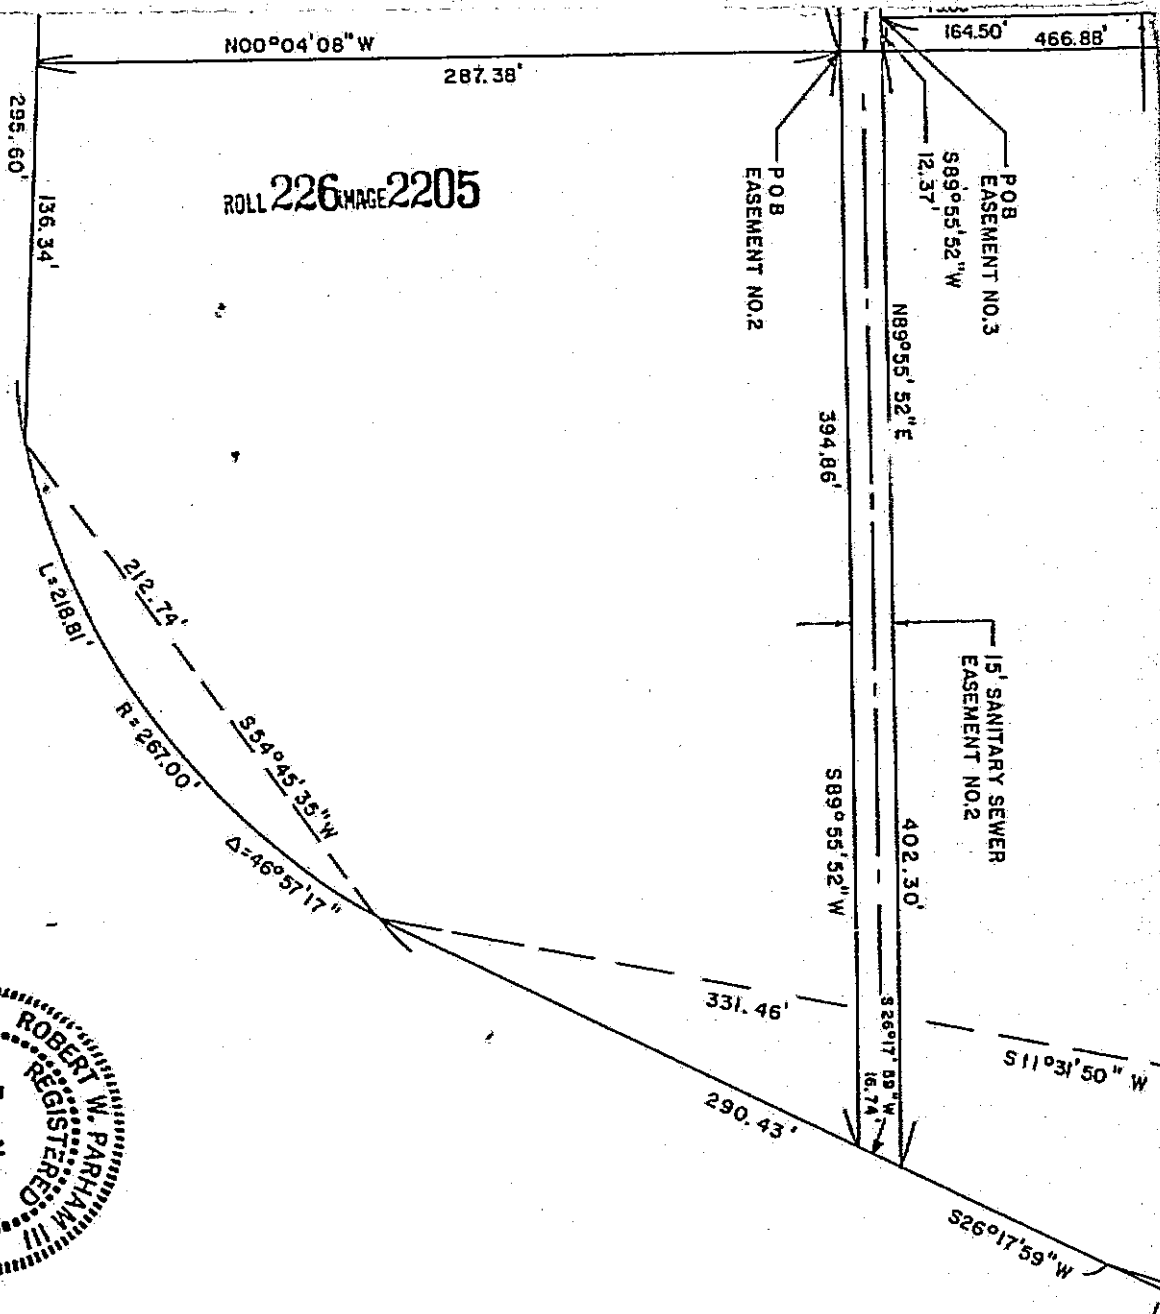 N00°04'08"W
287.38'
164.50'
466.88'
295.60'
136.34'
ROLL 226 IMAGE 2205
P O B
EASEMENT NO.2
P O B
EASEMENT NO.3
S89°55'52"W
12.37'
N89°55'52"E
394.86'
15' SANITARY SEWER
EASEMENT NO.2
S89°55'52"W
402.30'
212.74'
S54°45'35"W
L=218.81'
R=267.00'
Δ=46°57'17"
331.46'
S11°31'50"W
S26°17'59"W
16.74'
290.43'
S26°17'59"W
ROBERT W. PARHAM III
REGISTERED